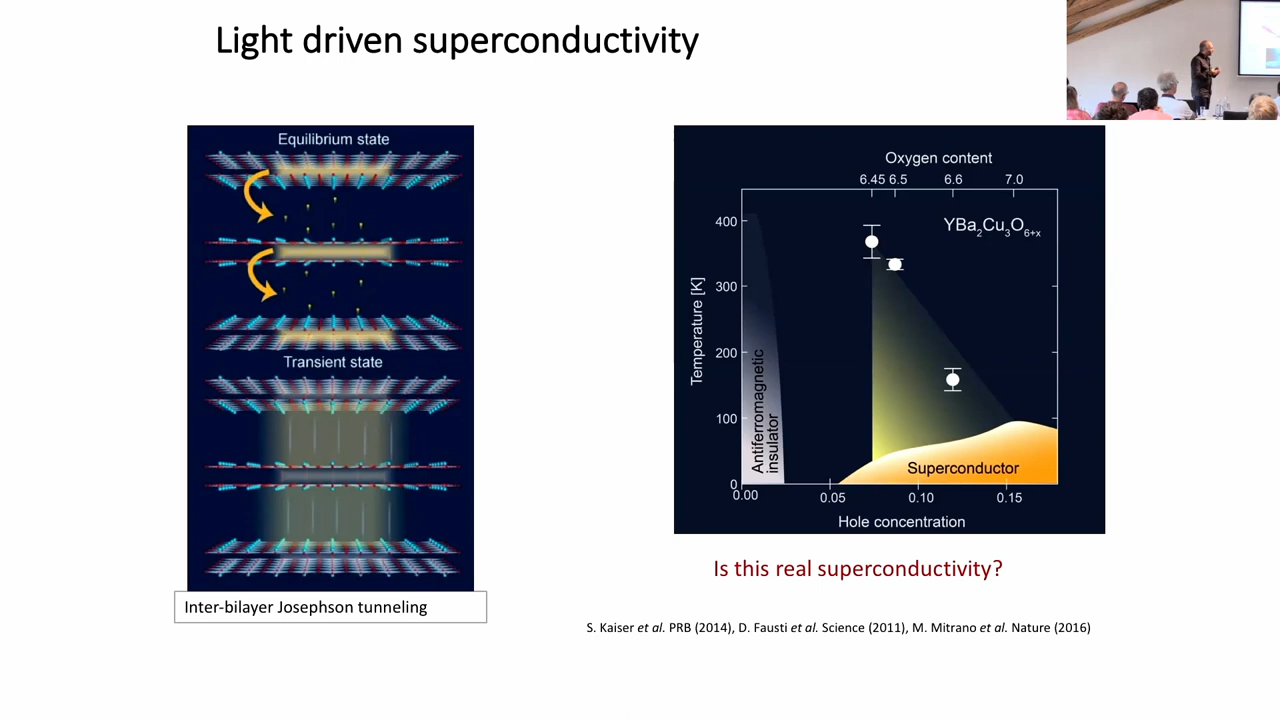 Light driven superconductivity
Equilibrium state
Transient state
Inter-bilayer Josephson tunneling
Oxygen content
6.45 6.5 6.6 7.0
YBa2Cu3O6+x
Temperature [K]
400
300
200
100
0
Antiferromagnetic
insulator
Superconductor
0.00 0.05 0.10 0.15
Hole concentration
Is this real superconductivity?
S. Kaiser et al. PRB (2014), D. Fausti et al. Science (2011), M. Mitrano et al. Nature (2016)